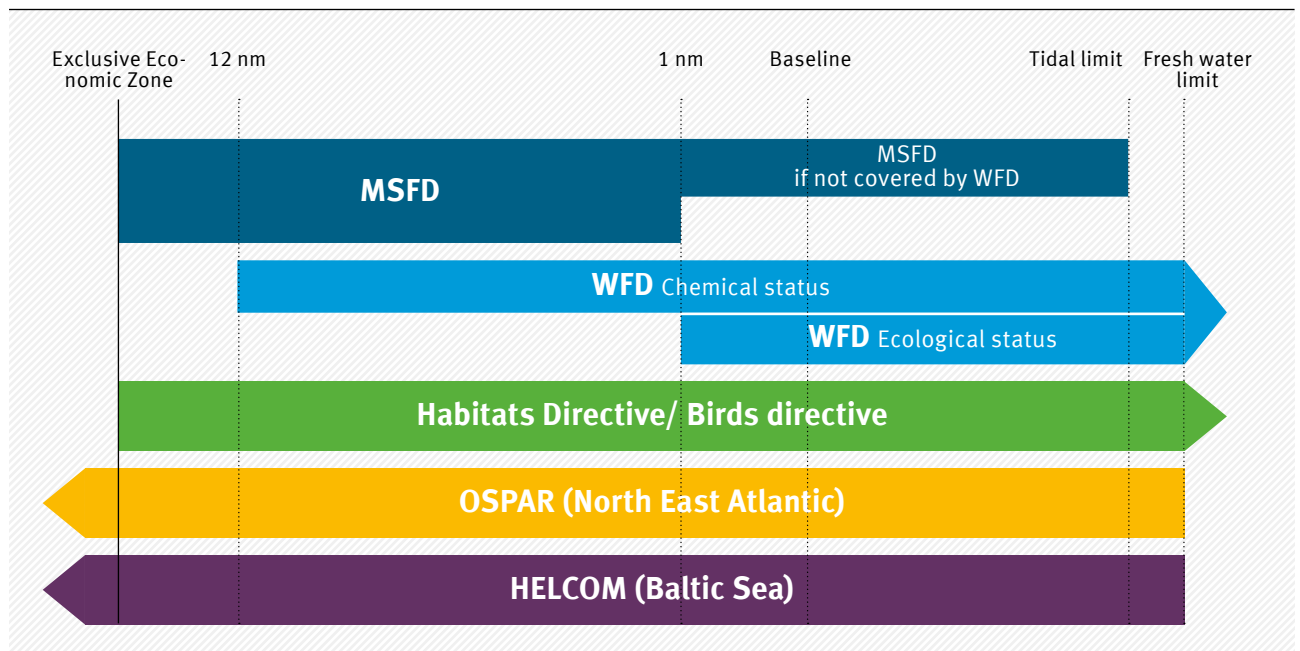 Exclusive Eco-
nomic Zone
12 nm
1 nm
Baseline
Tidal limit
Fresh water
limit
MSFD
MSFD
if not covered by WFD
WFD Chemical status
WFD Ecological status
Habitats Directive/ Birds directive
OSPAR (North East Atlantic)
HELCOM (Baltic Sea)